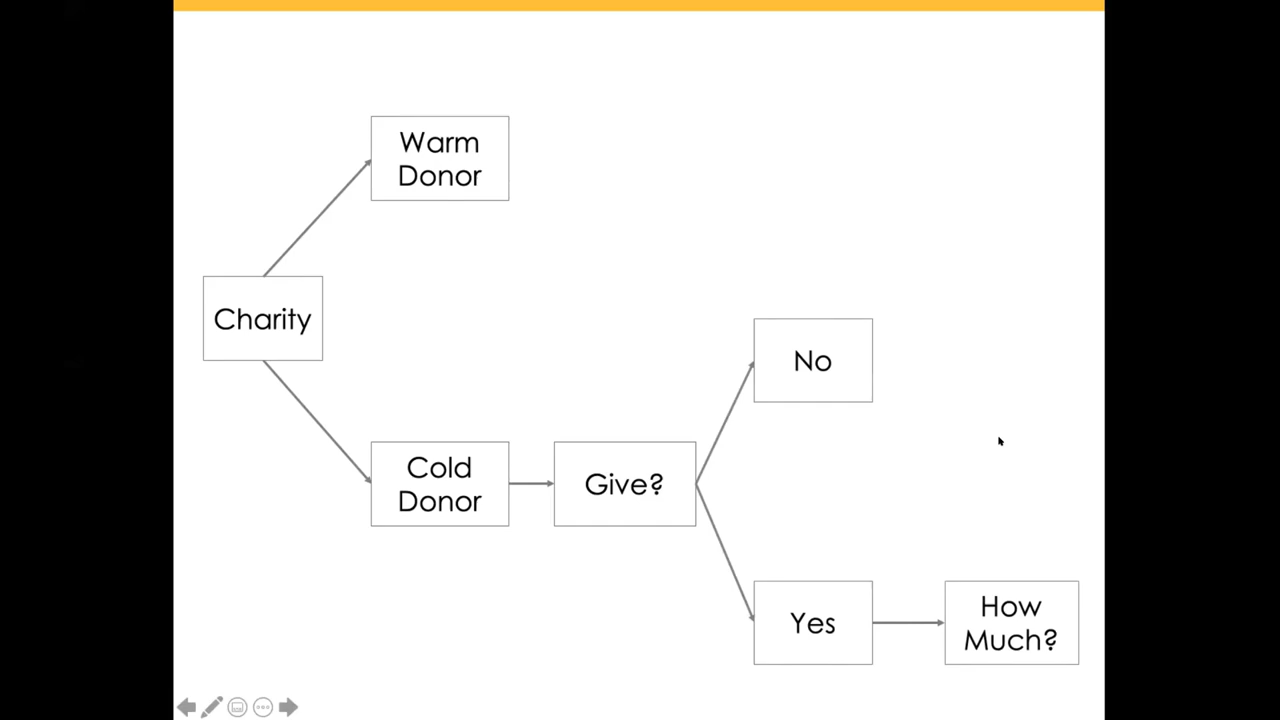 Warm
Donor
Charity
No
Cold
Donor
Give?
Yes
How
Much?